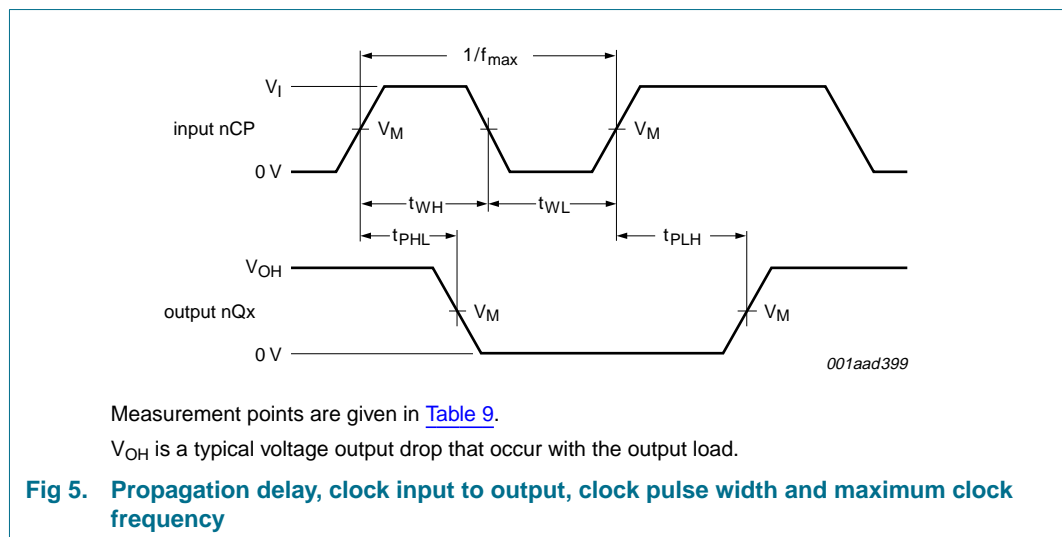 1/fmax
VI
input nCP
VM
VM
0 V
tWH
tWL
tPHL
tPLH
VOH
output nQx
VM
VM
0 V
001aad399
Measurement points are given in Table 9.
VOH is a typical voltage output drop that occur with the output load.
Fig 5. Propagation delay, clock input to output, clock pulse width and maximum clock
frequency